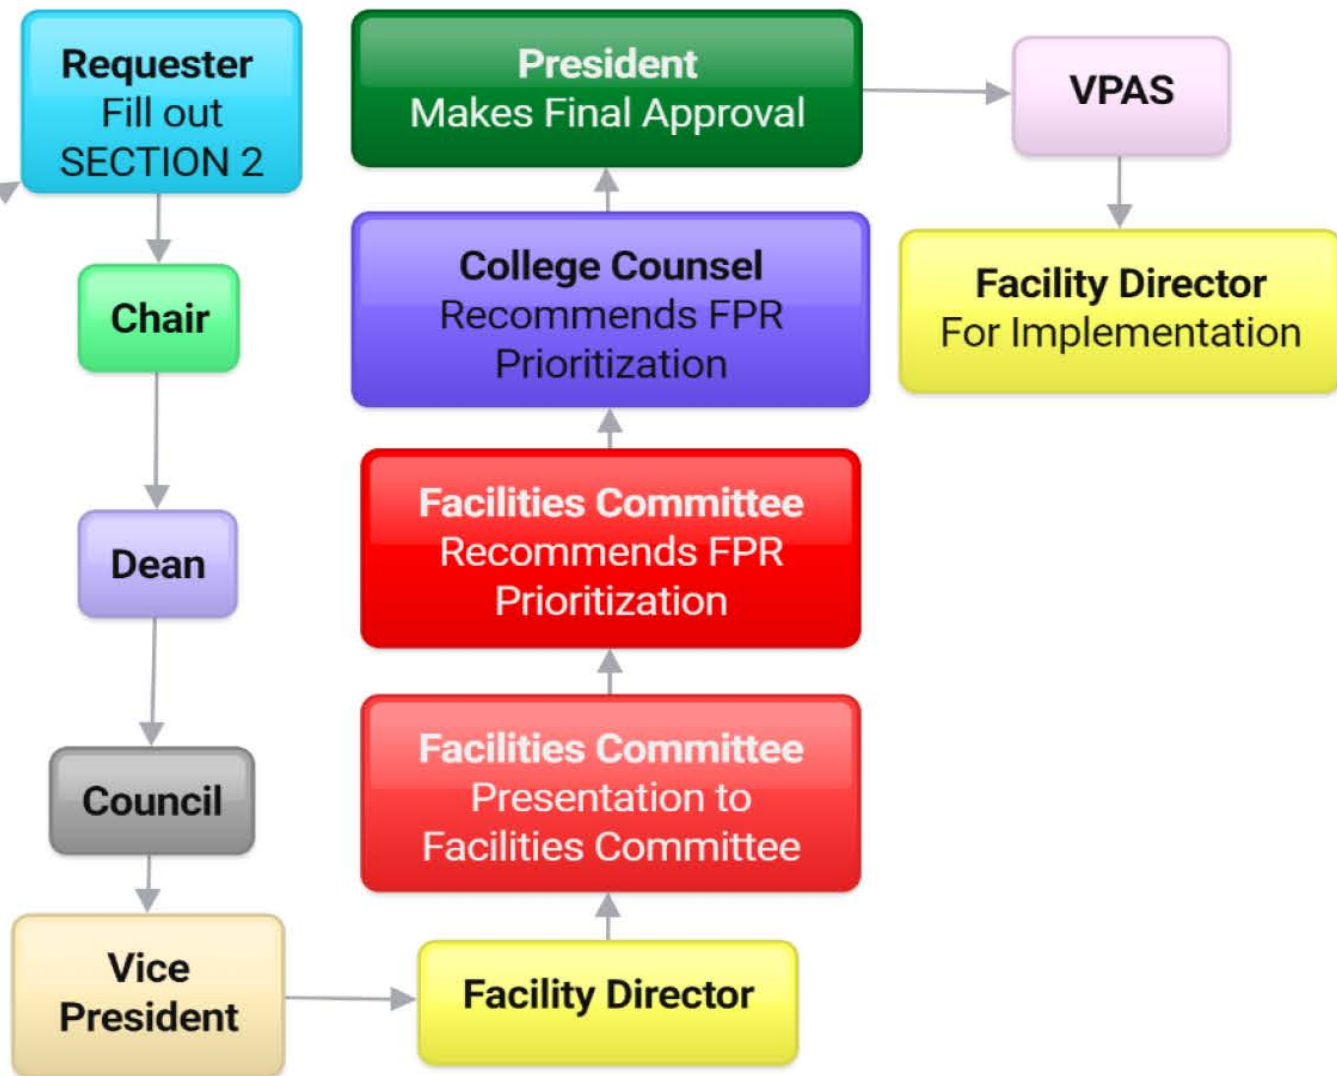 Requester
Fill out
SECTION 2
Chair
Dean
Council
Vice
President
Facility Director
Facilities Committee
Presentation to
Facilities Committee
Facilities Committee
Recommends FPR
Prioritization
College Counsel
Recommends FPR
Prioritization
President
Makes Final Approval
VPAS
Facility Director
For Implementation